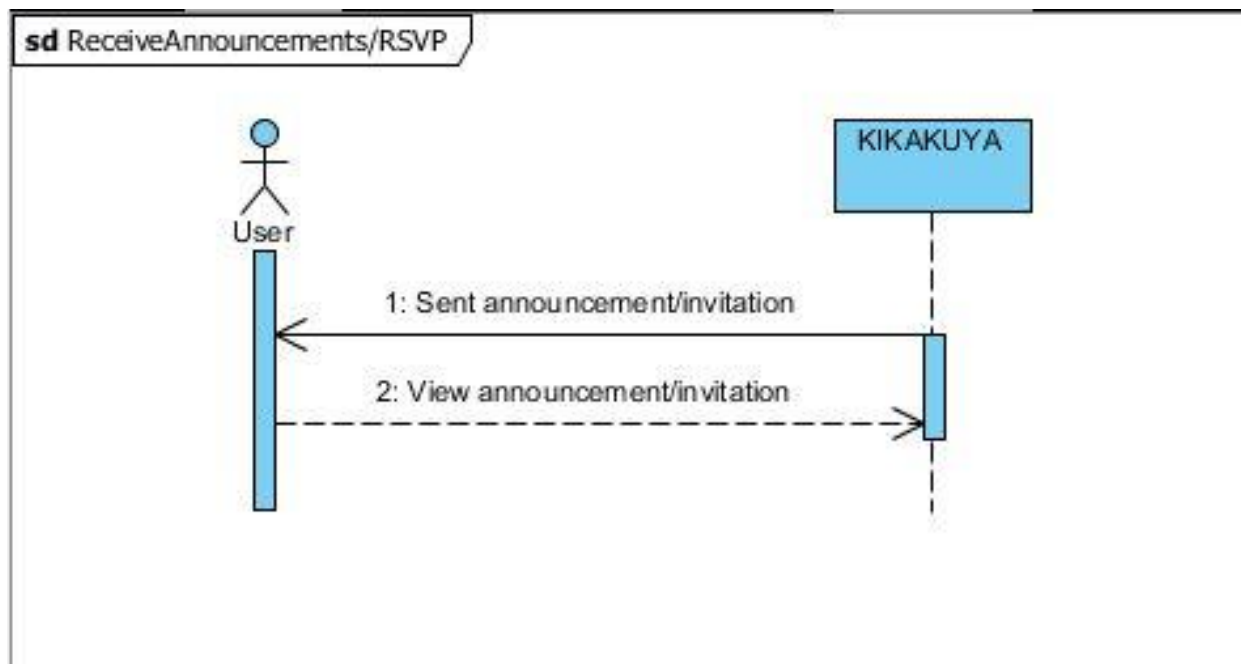 sd ReceiveAnnouncements/RSVP
KIKAKUYA
User
1: Sent announcement/invitation
2: View announcement/invitation